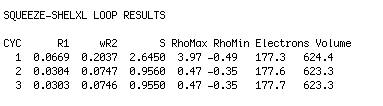 SQUEEZE-SHELXL LOOP RESULTS
CYC R1 wR2 S RhoMax RhoMin Electrons Volume
1 0.0669 0.2037 2.6450 3.97 -0.49 177.3 624.4
2 0.0304 0.0747 0.9560 0.47 -0.35 177.6 623.3
3 0.0303 0.0746 0.9550 0.47 -0.35 177.7 623.3